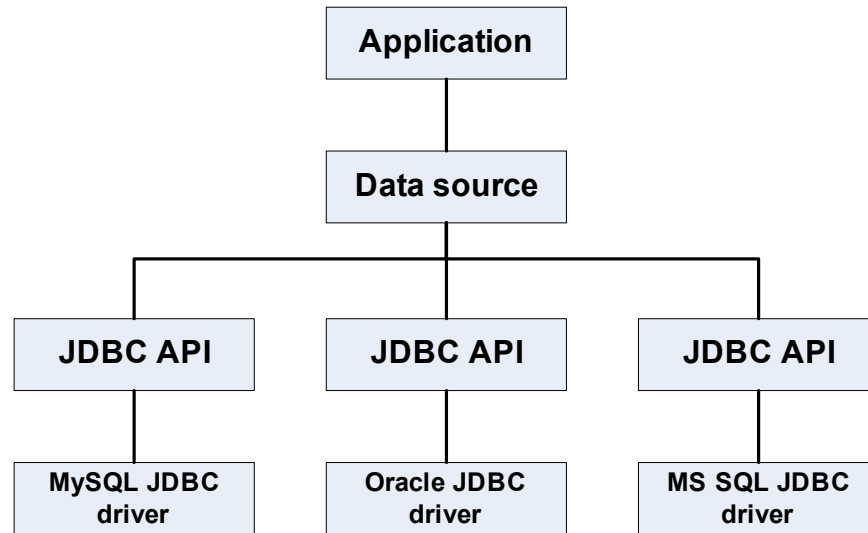 Application
Data source
JDBC API
JDBC API
JDBC API
MySQL JDBC
driver
Oracle JDBC
driver
MS SQL JDBC
driver